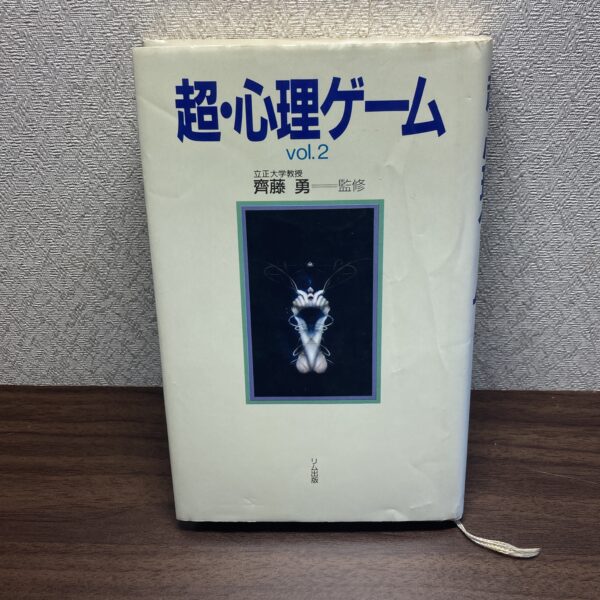 超・心理ゲーム
vol.2
立正大学教授
齊藤 勇──監修
リム出版